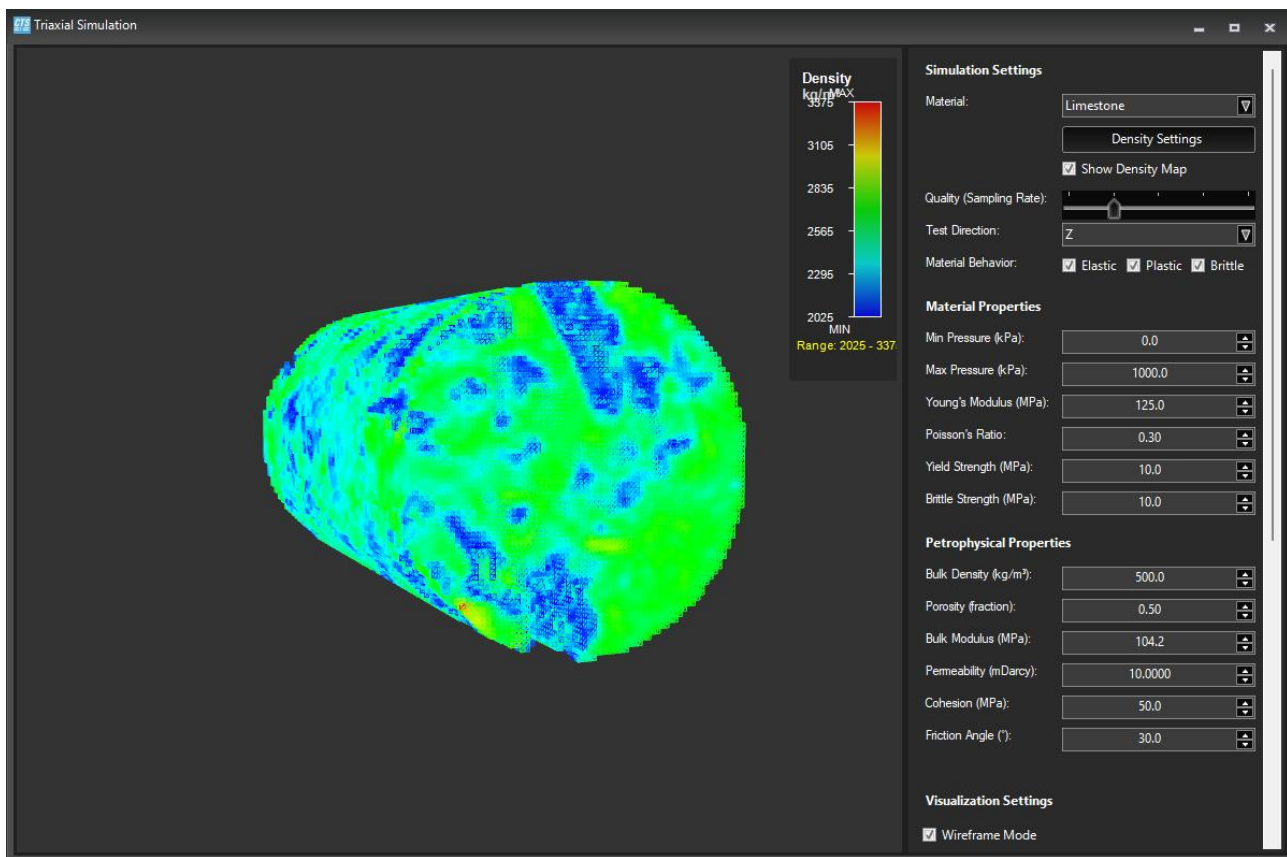 CTS
Triaxial Simulation
Density
kg/m³
MAX
3375
3105
2835
2565
2295
2025
MIN
Range: 2025 - 337
Simulation Settings
Material: Limestone
Density Settings
Show Density Map
Quality (Sampling Rate):
Test Direction: Z
Material Behavior: Elastic Plastic Brittle
Material Properties
Min Pressure (kPa): 0.0
Max Pressure (kPa): 1000.0
Young's Modulus (MPa): 125.0
Poisson's Ratio: 0.30
Yield Strength (MPa): 10.0
Brittle Strength (MPa): 10.0
Petrophysical Properties
Bulk Density (kg/m³): 500.0
Porosity (fraction): 0.50
Bulk Modulus (MPa): 104.2
Permeability (mDarcy): 10.0000
Cohesion (MPa): 50.0
Friction Angle (°): 30.0
Visualization Settings
Wireframe Mode